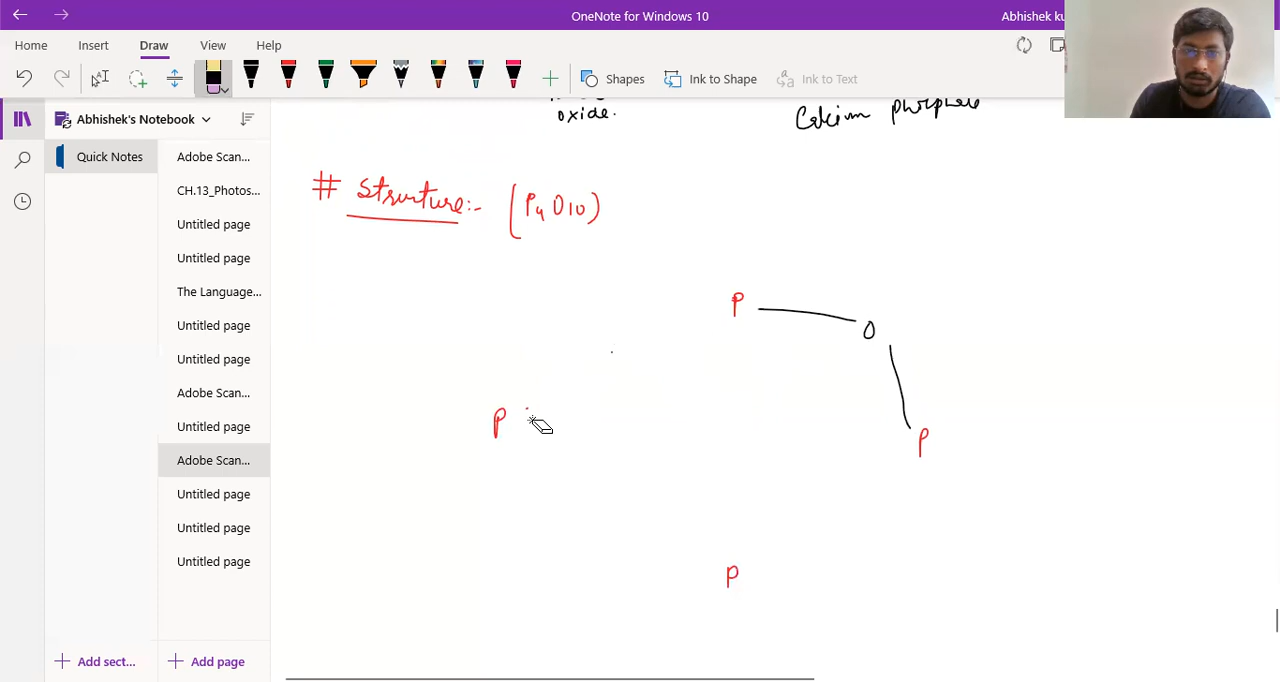 OneNote for Windows 10
Abhishek ku
Home Insert Draw View Help
Shapes Ink to Shape Ink to Text
Abhishek's Notebook
Quick Notes
Adobe Scan...
CH.13_Photos...
Untitled page
Untitled page
The Language...
Untitled page
Untitled page
Adobe Scan...
Untitled page
Adobe Scan...
Untitled page
Untitled page
Untitled page
Add sect...
Add page
oxide.
Calcium phosphate
# Structure:- (P4O10)
P
O
P
P
P